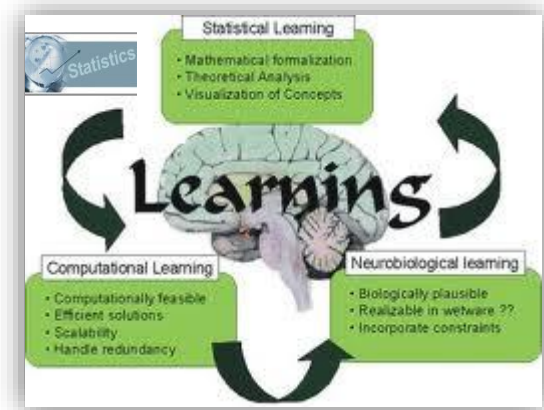 Statistical Learning
Statistics
• Mathematical formalization
• Theoretical Analysis
• Visualization of Concepts
Learning
Computational Learning
• Computationally feasible
• Efficient solutions
• Scalability
• Handle redundancy
Neurobiological learning
• Biologically plausible
• Realizable in wetware ??
• Incorporate constraints